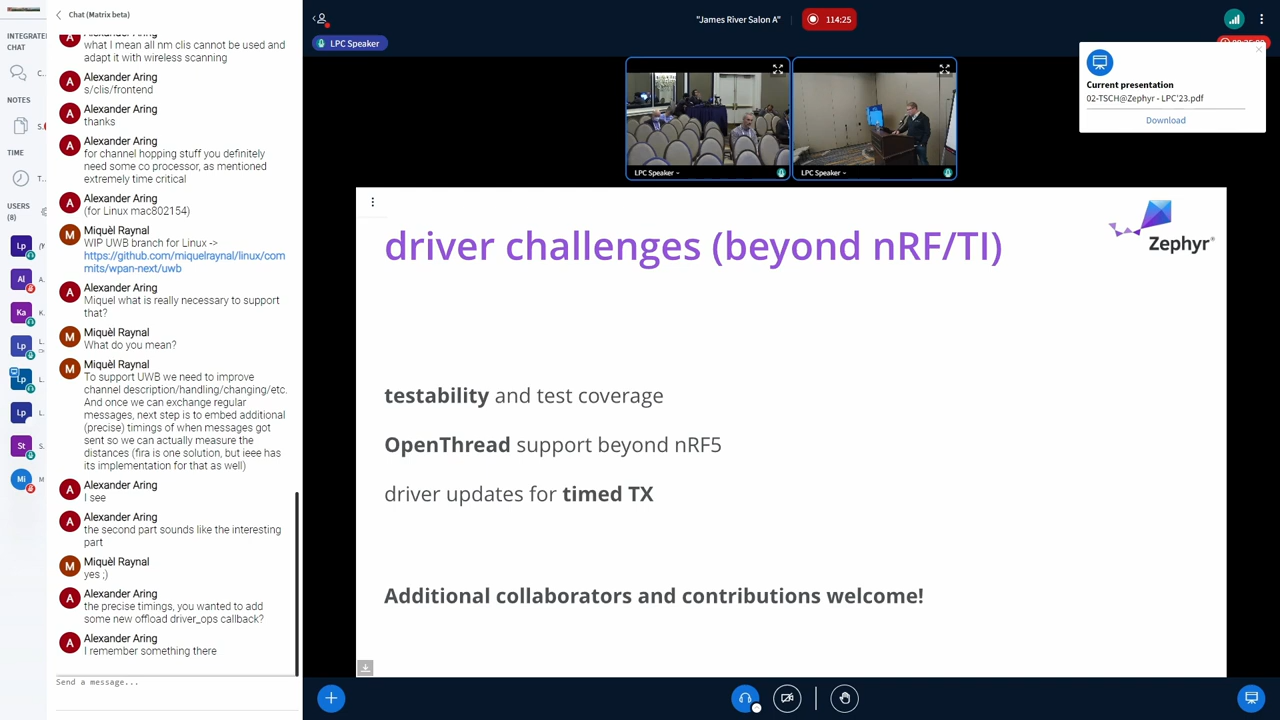 INTEGRATE
CHAT
C.
NOTES
S.
TIME
T.
USERS
(8)
Lp
Al
A.
Ka
K.
Lp
Lp
L.
Lp
L.
St
S.
Mi
M
Chat (Matrix beta)
what I mean all nm clis cannot be used and
adapt it with wireless scanning
A
Alexander Aring
s/clis/frontend
A
Alexander Aring
thanks
A
Alexander Aring
for channel hopping stuff you definitely
need some co processor, as mentioned
extremely time critical
A
Alexander Aring
(for Linux mac802154)
M
Miquèl Raynal
WIP UWB branch for Linux ->
https://github.com/miquelraynal/linux/com
mits/wpan-next/uwb
A
Alexander Aring
Miquel what is really necessary to support
that?
M
Miquèl Raynal
What do you mean?
M
Miquèl Raynal
To support UWB we need to improve
channel description/handling/changing/etc.
And once we can exchange regular
messages, next step is to embed additional
(precise) timings of when messages got
sent so we can actually measure the
distances (fira is one solution, but ieee has
its implementation for that as well)
A
Alexander Aring
I see
A
Alexander Aring
the second part sounds like the interesting
part
M
Miquèl Raynal
yes ;)
A
Alexander Aring
the precise timings, you wanted to add
some new offload driver_ops callback?
A
Alexander Aring
I remember something there
Send a message...
LPC Speaker
"James River Salon A"
114:25
LPC Speaker
LPC Speaker
Current presentation
02-TSCH@Zephyr - LPC'23.pdf
Download
driver challenges (beyond nRF/TI)
Zephyr
testability and test coverage
OpenThread support beyond nRF5
driver updates for timed TX
Additional collaborators and contributions welcome!